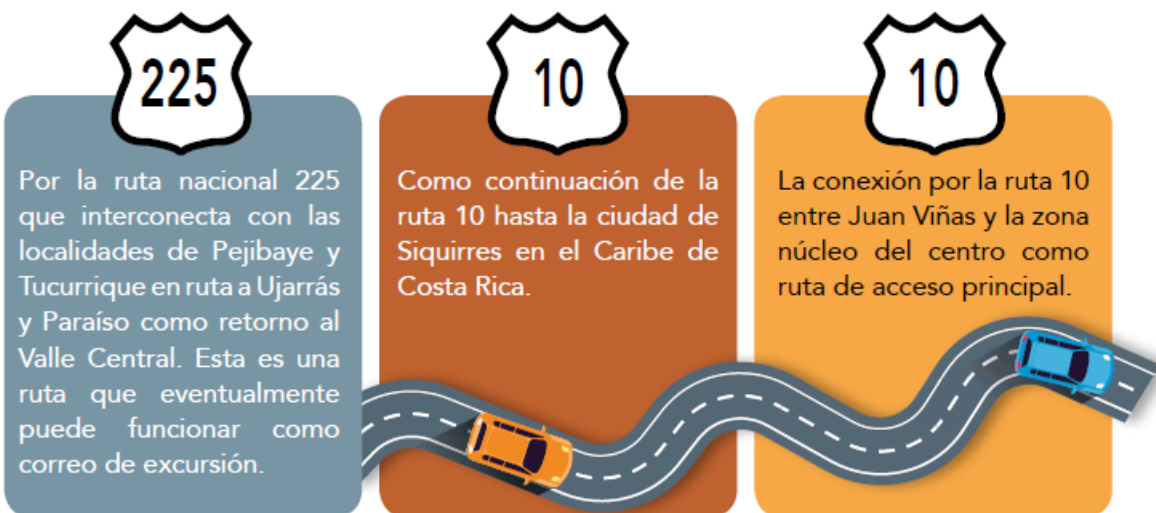 225
Por la ruta nacional 225
que interconecta con las
localidades de Pejibaye y
Tucurrique en ruta a Ujarrás
y Paraíso como retorno al
Valle Central. Esta es una
ruta que eventualmente
puede funcionar como
correo de excursión.
10
Como continuación de la
ruta 10 hasta la ciudad de
Siquirres en el Caribe de
Costa Rica.
10
La conexión por la ruta 10
entre Juan Viñas y la zona
núcleo del centro como
ruta de acceso principal.